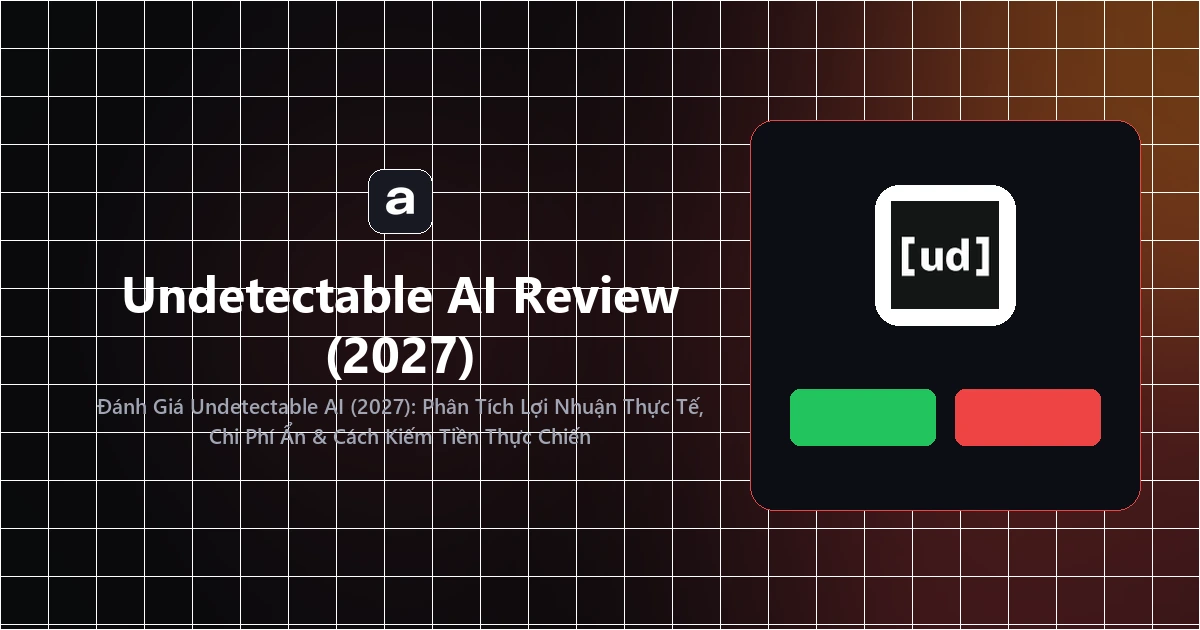 a
Undetectable AI Review
(2027)
Đánh Giá Undetectable AI (2027): Phân Tích Lợi Nhuận Thực Tế,
Chi Phí Ẩn & Cách Kiếm Tiền Thực Chiến
[ud]